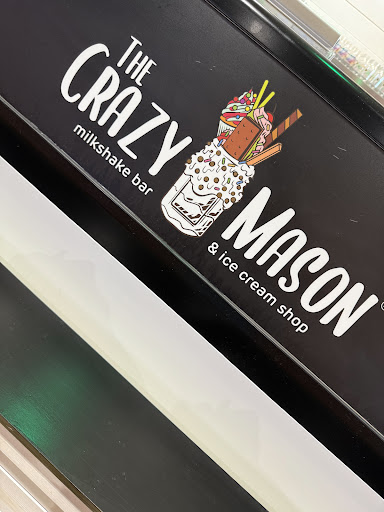 THE
CRAZY
milkshake bar
MASON
& ice cream shop